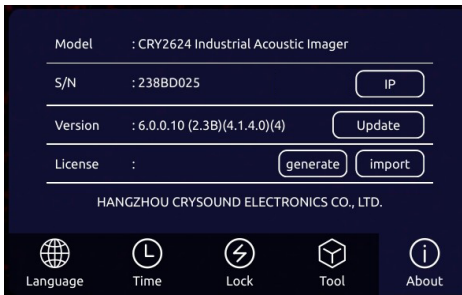 Model : CRY2624 Industrial Acoustic Imager
S/N : 238BD025 IP
Version : 6.0.0.10 (2.3B)(4.1.4.0)(4) Update
License : generate import
HANGZHOU CRYSOUND ELECTRONICS CO., LTD.
Language Time Lock Tool About